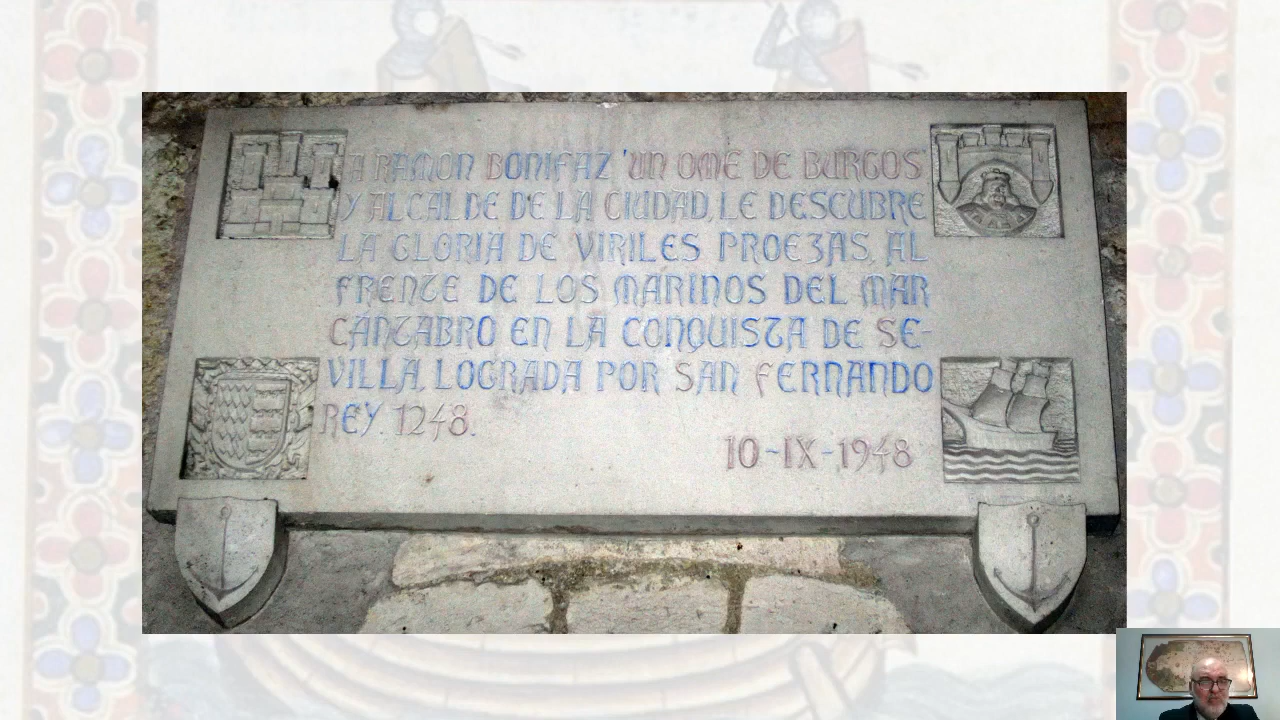 A RAMON BONIFAZ 'UN OME DE BURGOS'
Y ALCALDE DE LA CIUDAD, LE DESCUBRE
LA GLORIA DE VIRILES PROEZAS, AL
FRENTE DE LOS MARINOS DEL MAR
CANTABRO EN LA CONQUISTA DE SE-
VILLA, LOGRADA POR SAN FERNANDO
REY. 1248.
10-IX-1948